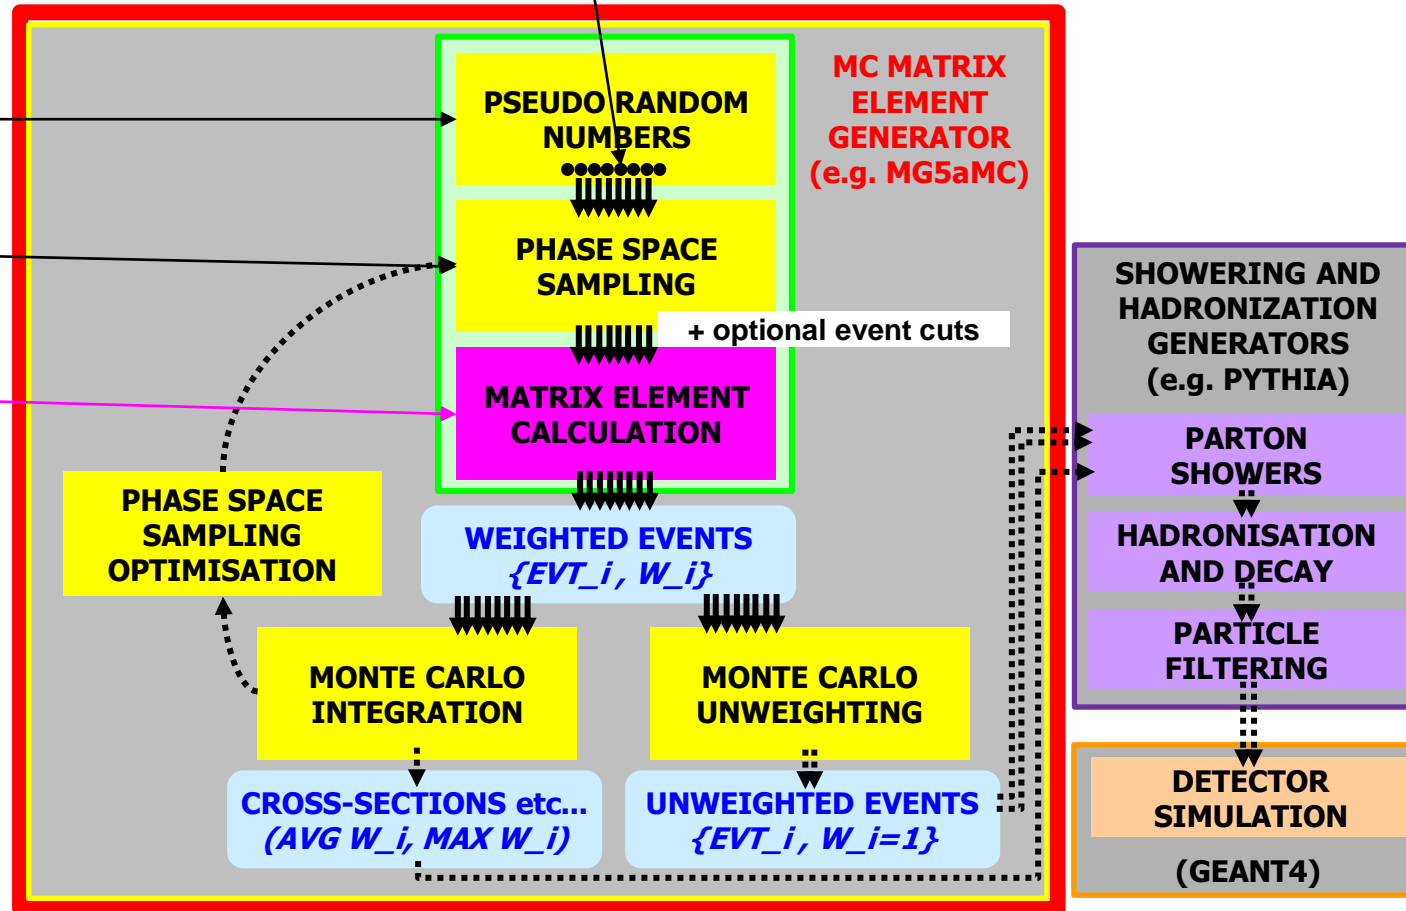 PSEUDO RANDOM
NUMBERS
MC MATRIX
ELEMENT
GENERATOR
(e.g. MG5aMC)
PHASE SPACE
SAMPLING
+ optional event cuts
MATRIX ELEMENT
CALCULATION
PHASE SPACE
SAMPLING
OPTIMISATION
WEIGHTED EVENTS
{EVT_i , W_i}
MONTE CARLO
INTEGRATION
MONTE CARLO
UNWEIGHTING
CROSS-SECTIONS etc...
(AVG W_i, MAX W_i)
UNWEIGHTED EVENTS
{EVT_i , W_i=1}
SHOWERING AND
HADRONIZATION
GENERATORS
(e.g. PYTHIA)
PARTON
SHOWERS
HADRONISATION
AND DECAY
PARTICLE
FILTERING
DETECTOR
SIMULATION
(GEANT4)